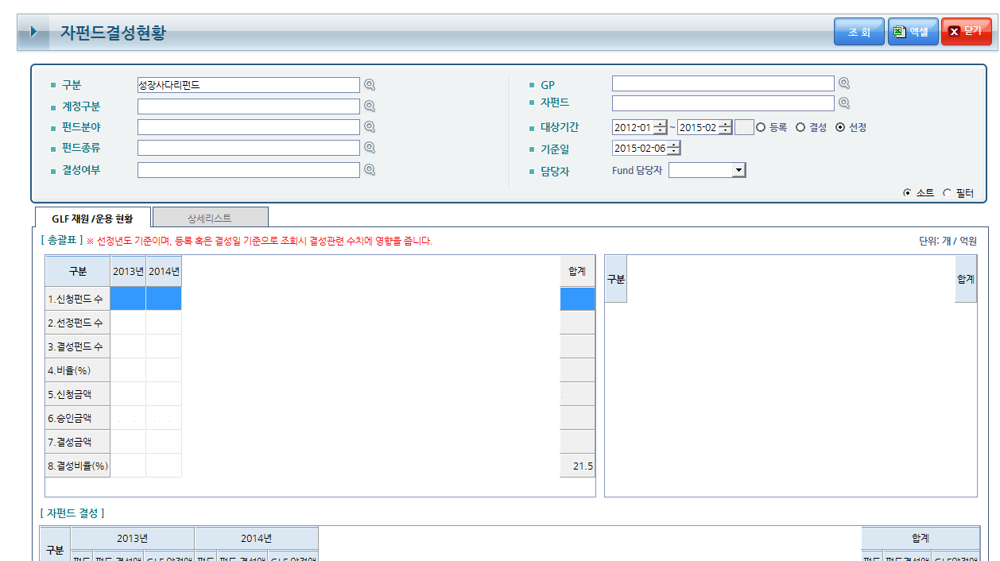 자펀드결성현황
조 회 엑셀 닫기
구분 성장사다리펀드 GP
계정구분 자펀드
펀드분야 대상기간 2012-01 ~ 2015-02 등록 결성 선정
펀드종류 기준일 2015-02-06
결성여부 담당자 Fund 담당자
소트 필터
GLF 재원 /운용 현황 상세리스트
[ 총괄표 ] ※ 선정년도 기준이며, 등록 혹은 결성일 기준으로 조회시 결성관련 수치에 영향을 줍니다. 단위: 개 / 억원
구분 2013년 2014년 합계 구분 합계
1.신청펀드 수
2.선정펀드 수
3.결성펀드 수
4.비율(%)
5.신청금액
6.승인금액
7.결성금액
8.결성비율(%) 21.5
[ 자펀드 결성 ]
구분 2013년 2014년 합계